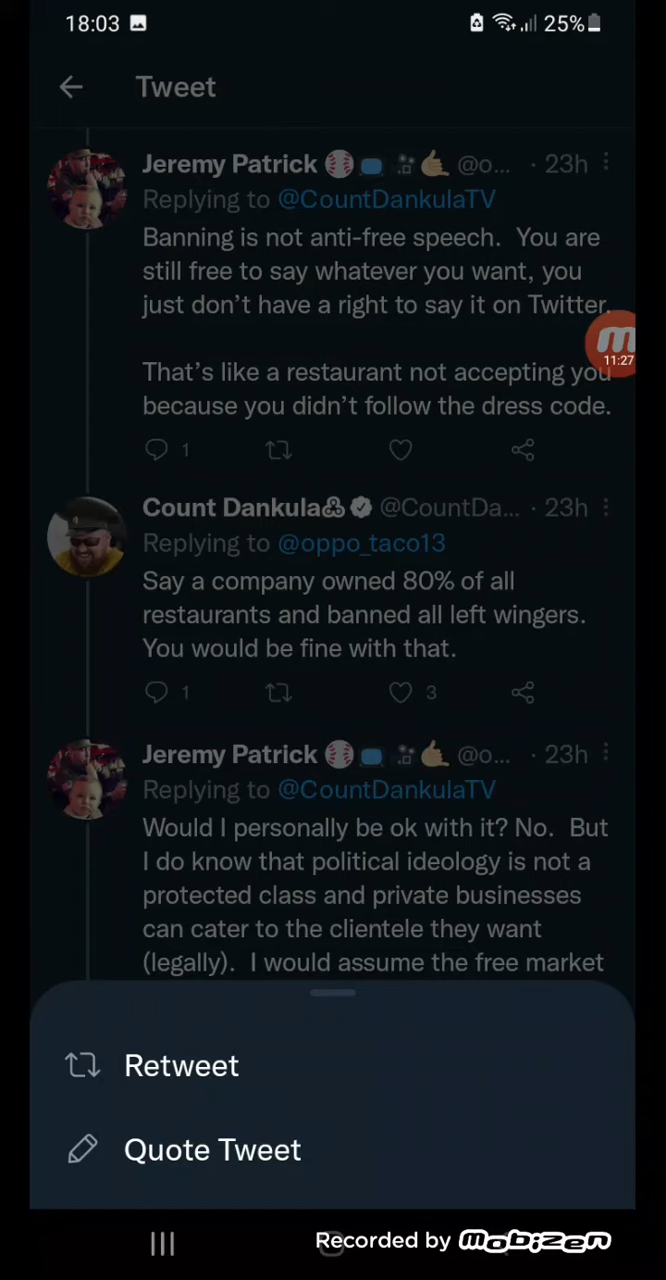 18:03 25%
Tweet
Jeremy Patrick @o... · 23h
Replying to @CountDankulaTV
Banning is not anti-free speech. You are
still free to say whatever you want, you
just don't have a right to say it on Twitter.
11:27
That's like a restaurant not accepting you
because you didn't follow the dress code.
1
Count Dankula @CountDa... · 23h
Replying to @oppo_taco13
Say a company owned 80% of all
restaurants and banned all left wingers.
You would be fine with that.
1 3
Jeremy Patrick @o... · 23h
Replying to @CountDankulaTV
Would I personally be ok with it? No. But
I do know that political ideology is not a
protected class and private businesses
can cater to the clientele they want
(legally). I would assume the free market
Retweet
Quote Tweet
Recorded by mobizen